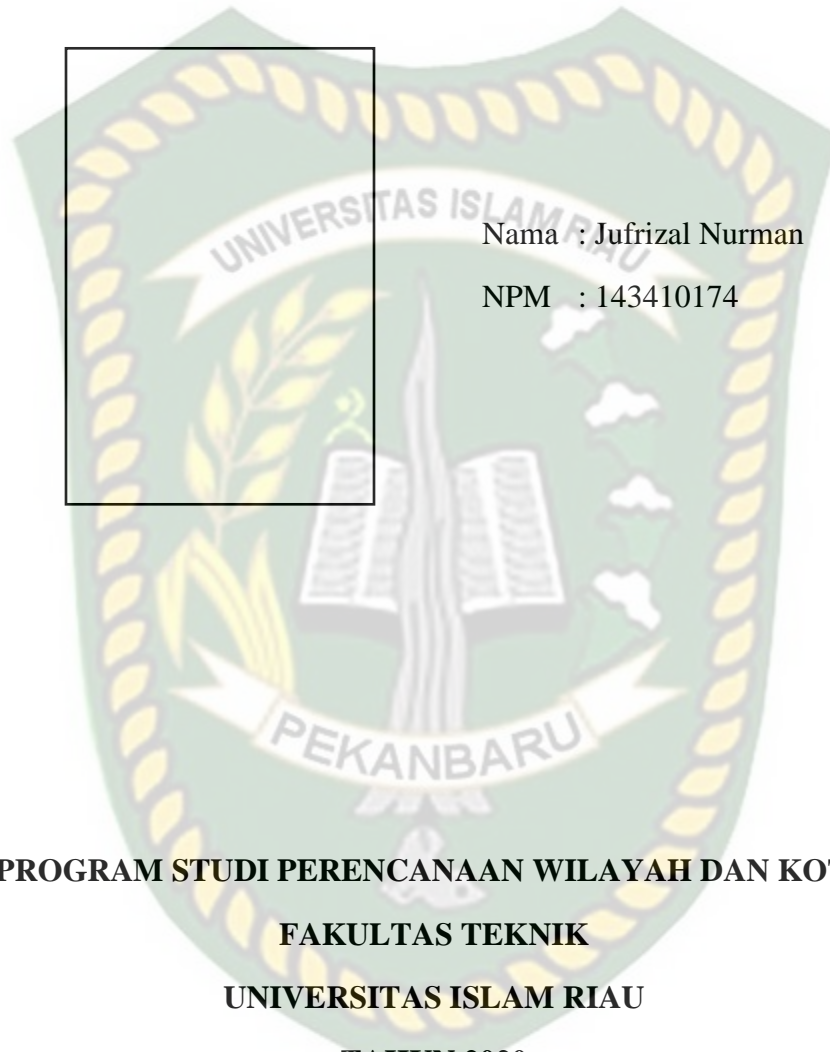 UNIVERSITAS ISLAM RIAU
Nama : Jufrizal Nurman
NPM : 143410174
PEKANBARU
PROGRAM STUDI PERENCANAAN WILAYAH DAN KOT
FAKULTAS TEKNIK
UNIVERSITAS ISLAM RIAU